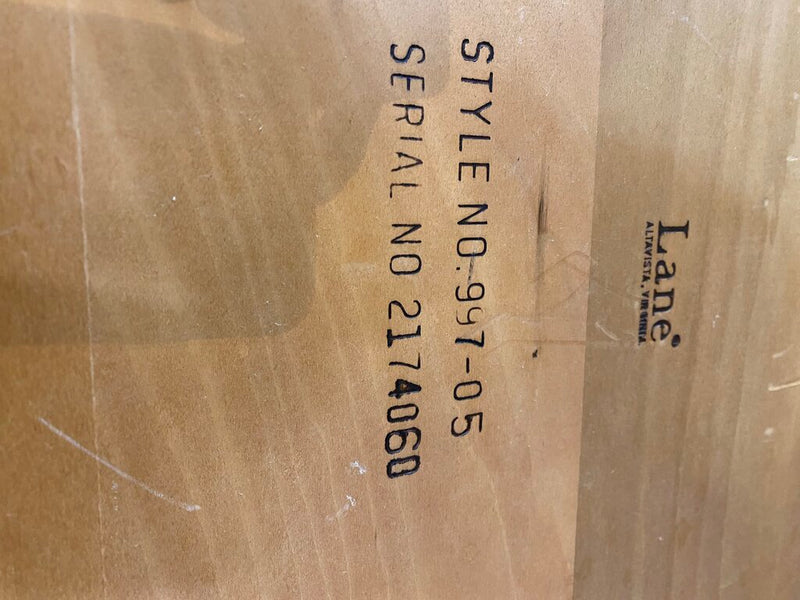 Lane®
ALTAVISTA, VIRGINIA
STYLE NO. 997-05
SERIAL NO 2174060